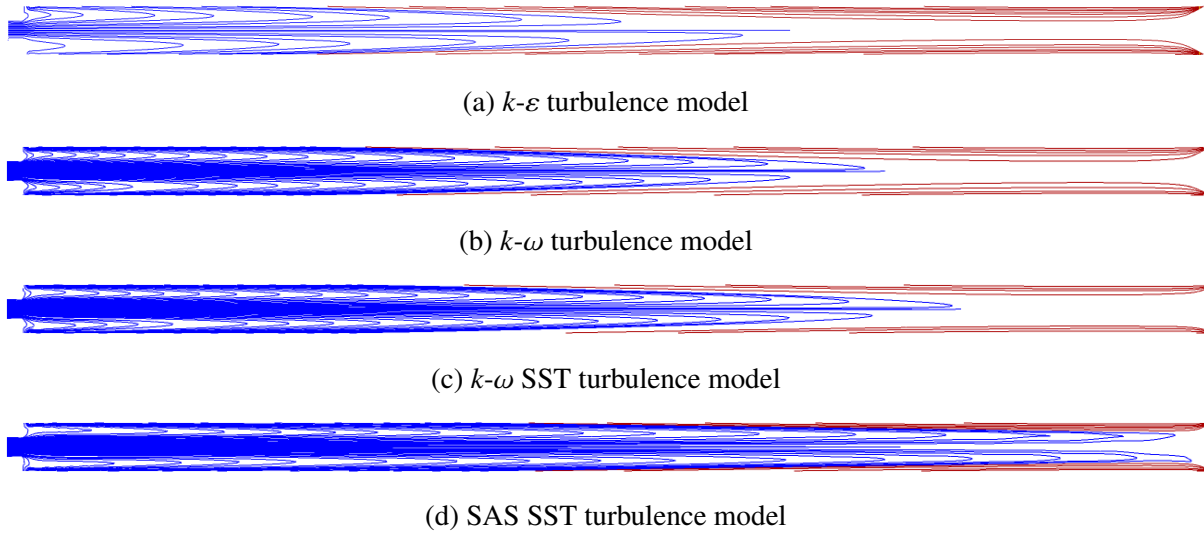 (a) k-ε turbulence model
(b) k-ω turbulence model
(c) k-ω SST turbulence model
(d) SAS SST turbulence model